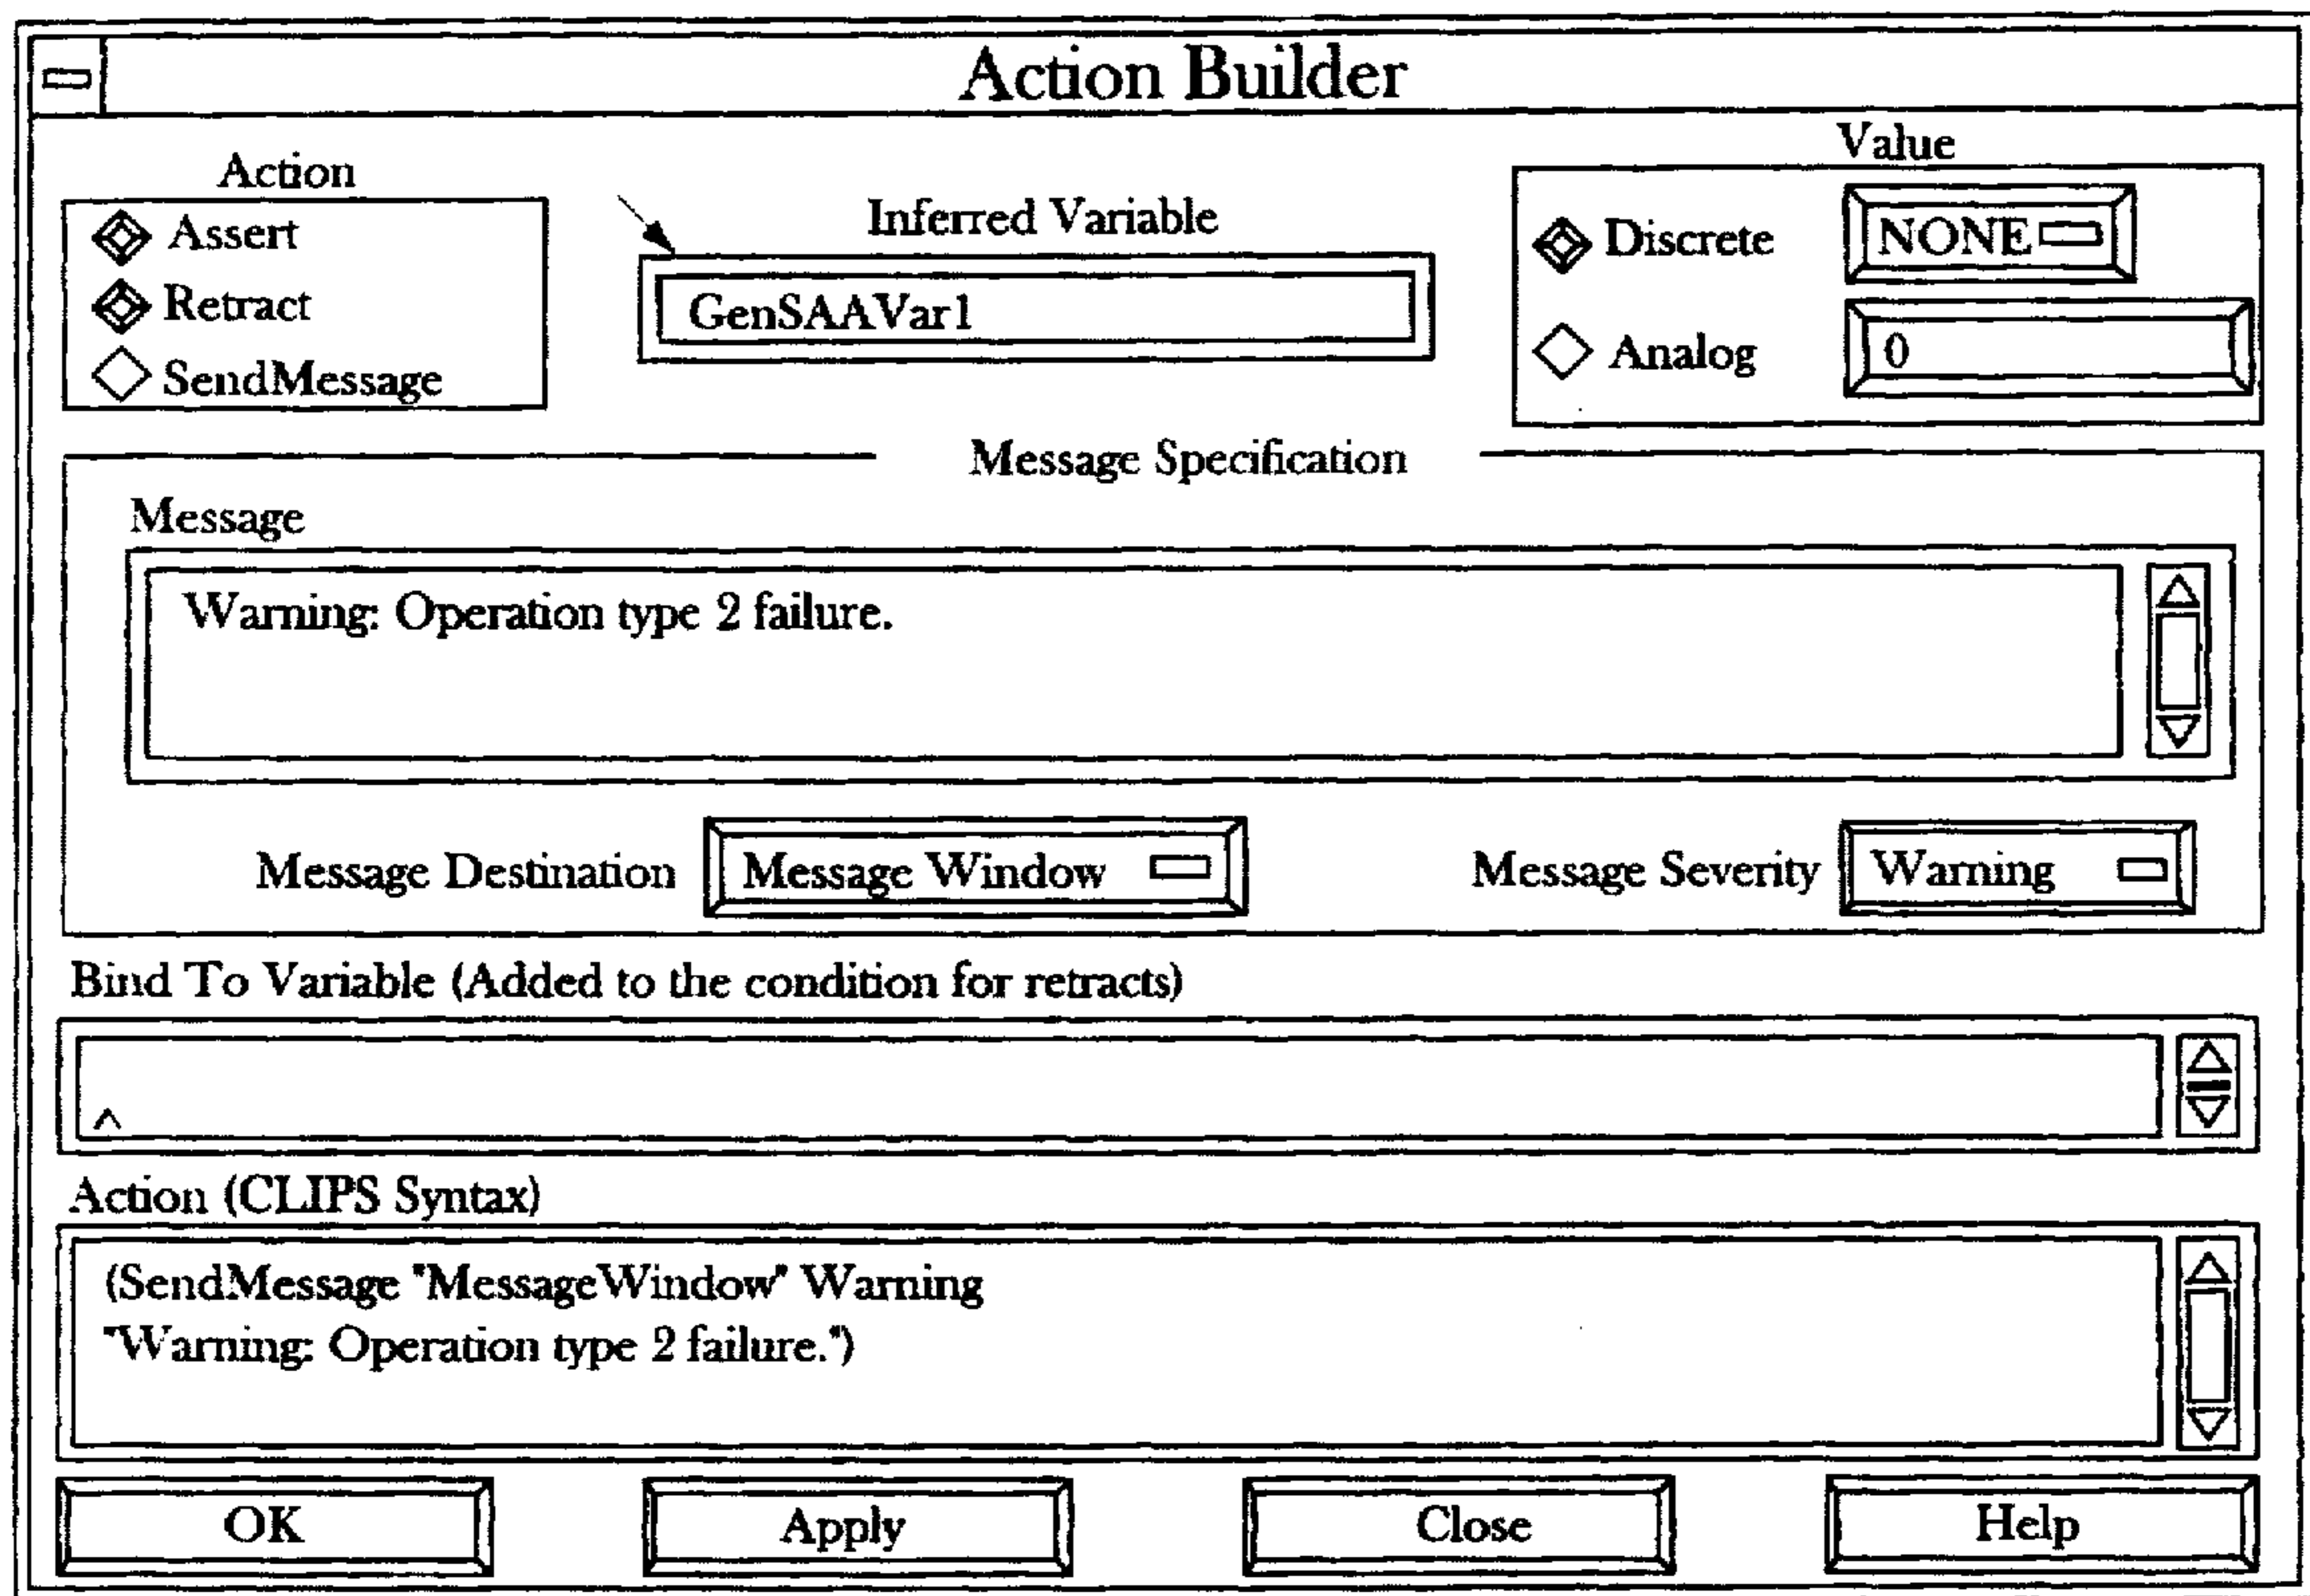 Action Builder
Action
Assert
Retract
SendMessage
Inferred Variable
GenSAAVar1
Value
Discrete
NONE
Analog
0
Message Specification
Message
Warning: Operation type 2 failure.
Message Destination
Message Window
Message Severity
Warning
Bind To Variable (Added to the condition for retracts)
^
Action (CLIPS Syntax)
(SendMessage "MessageWindow" Warning
"Warning: Operation type 2 failure.")
OK
Apply
Close
Help